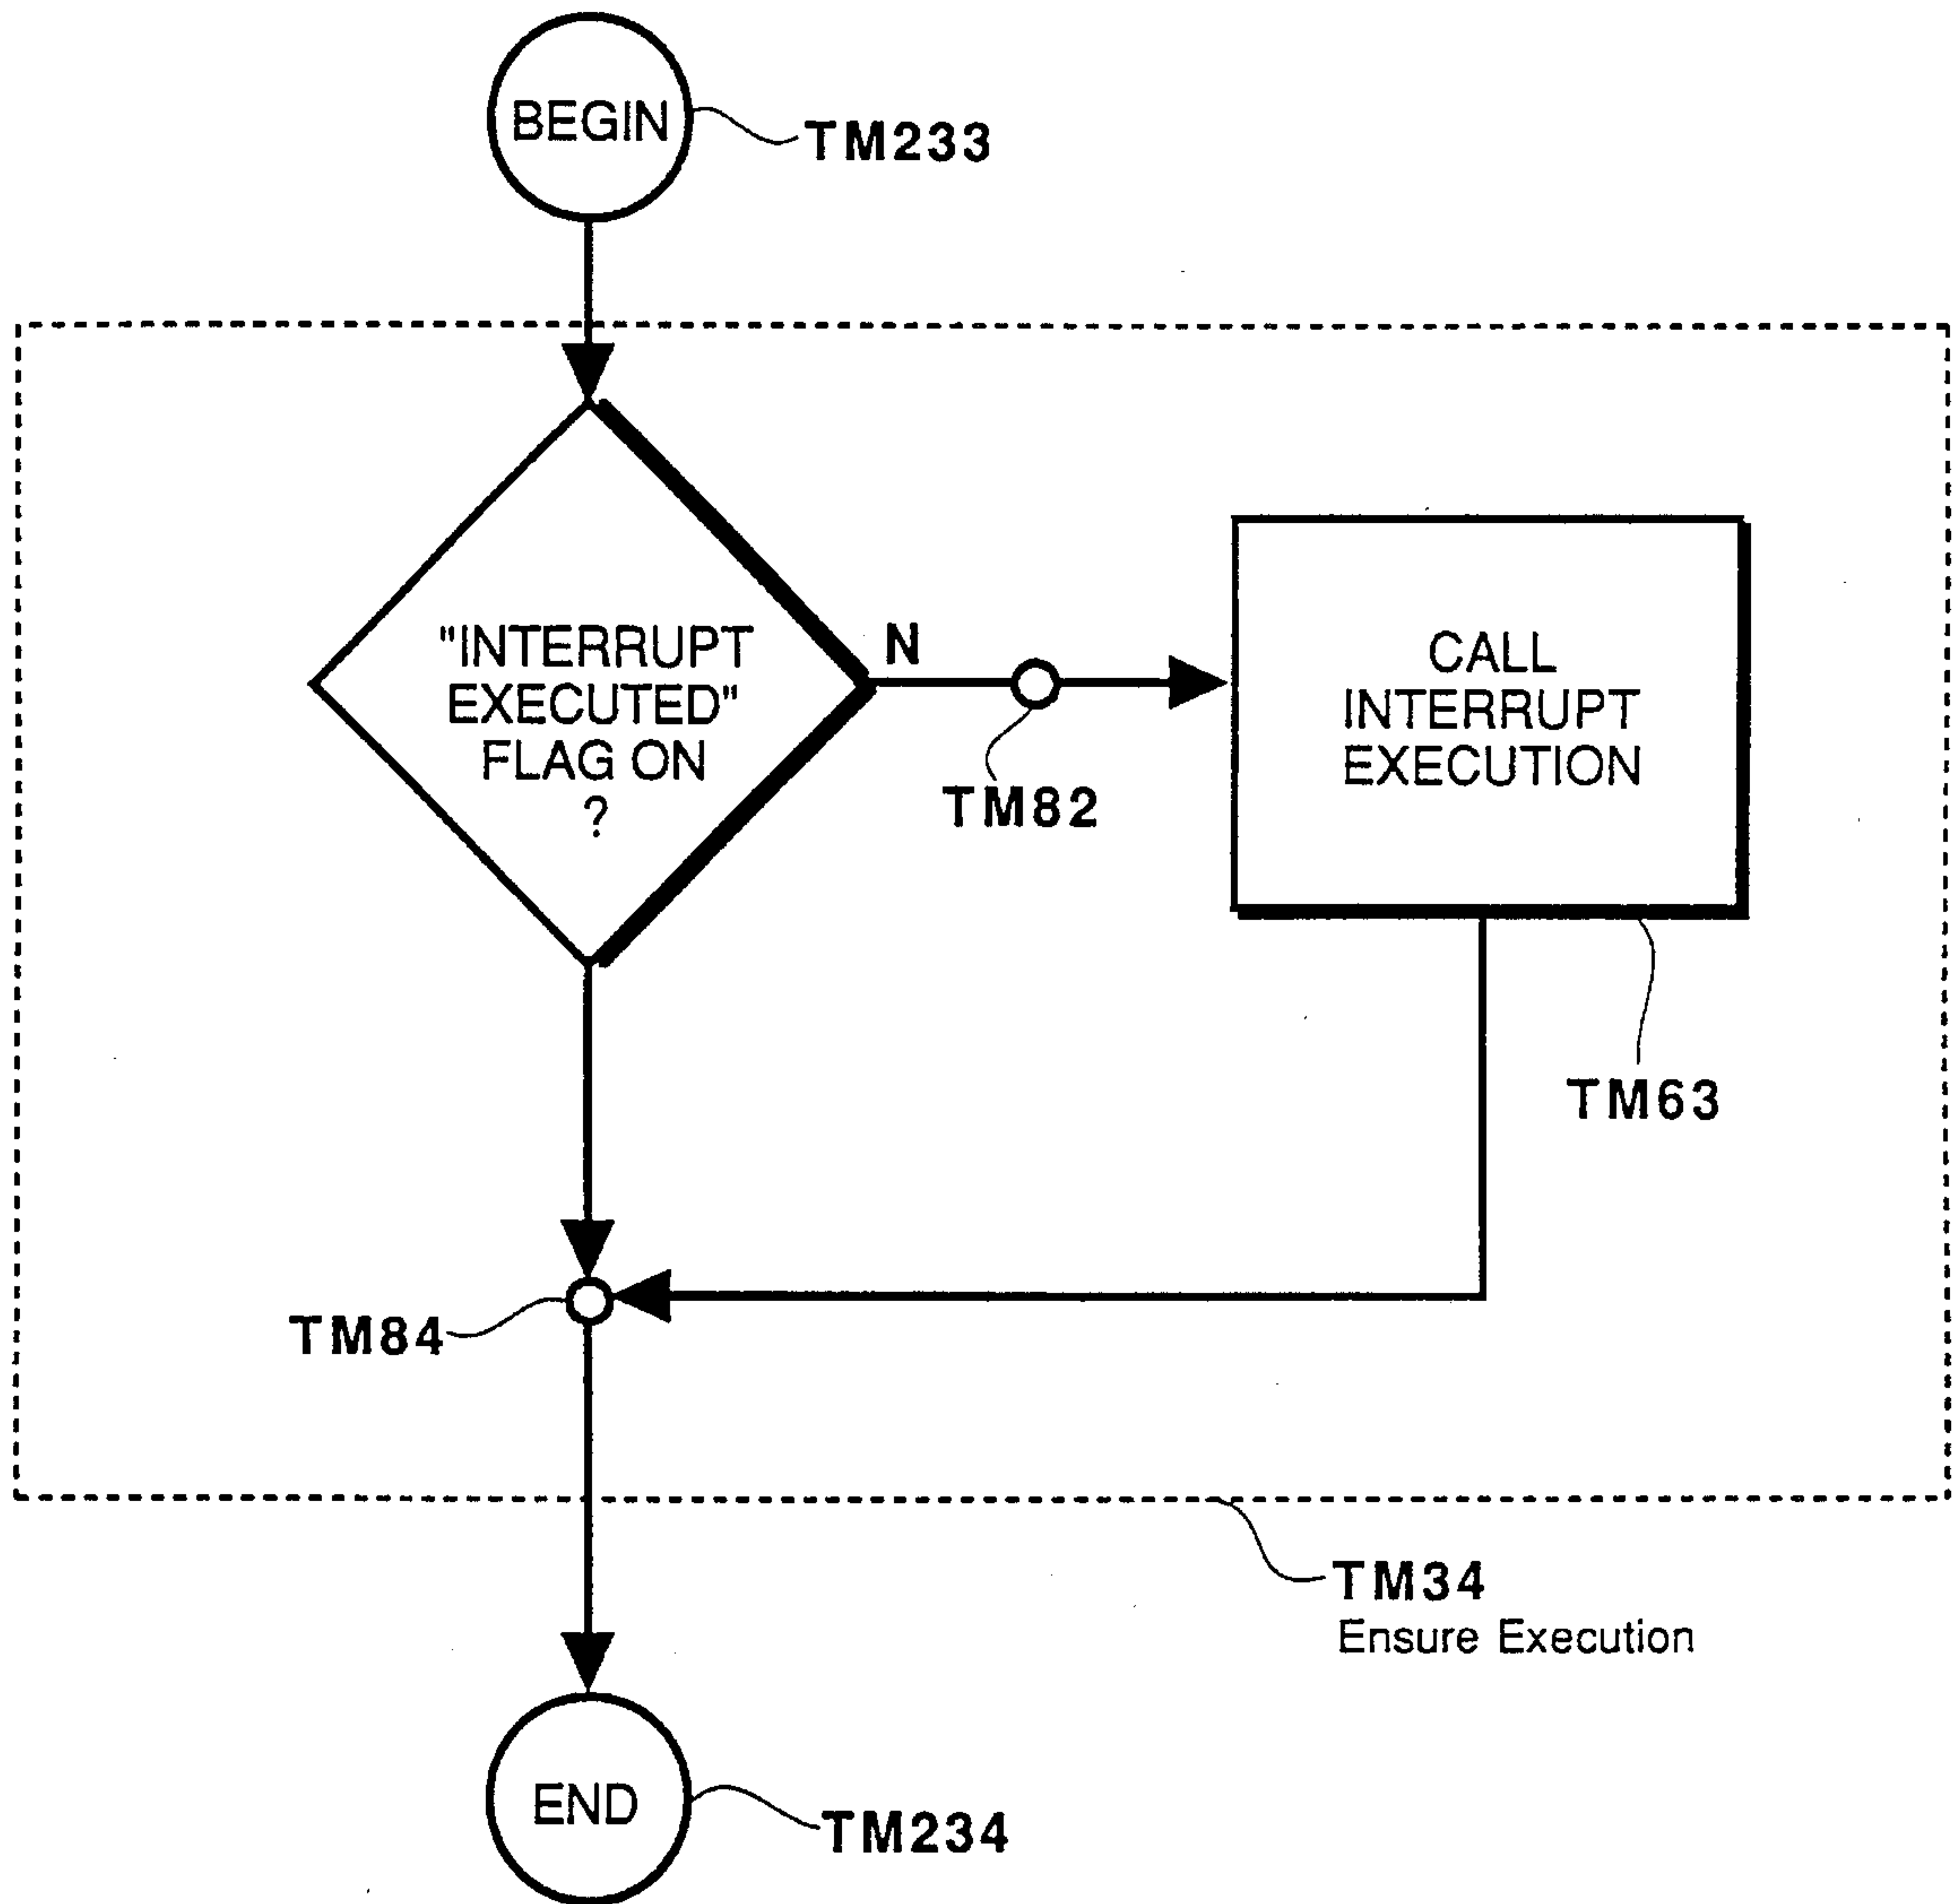 BEGIN
TM233
"INTERRUPT
EXECUTED"
FLAG ON
?
N
TM82
CALL
INTERRUPT
EXECUTION
TM63
TM84
TM34
Ensure Execution
END
TM234